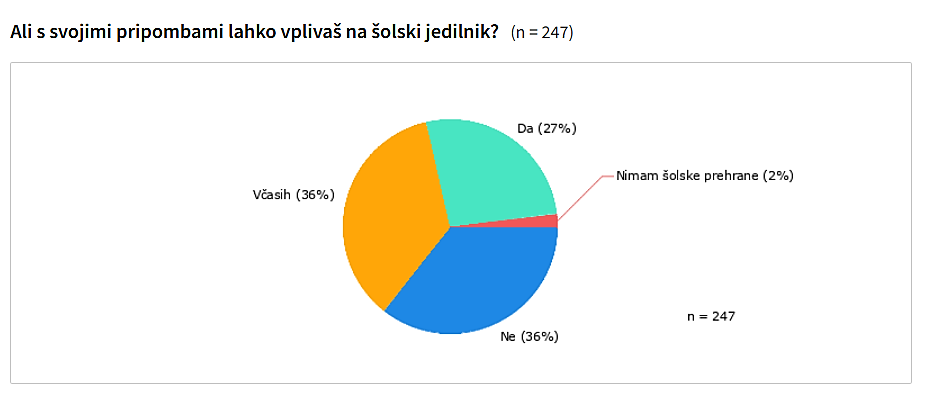 Ali s svojimi pripombami lahko vplivaš na šolski jedilnik? (n = 247)
Da (27%)
Nimam šolske prehrane (2%)
Včasih (36%)
n = 247
Ne (36%)